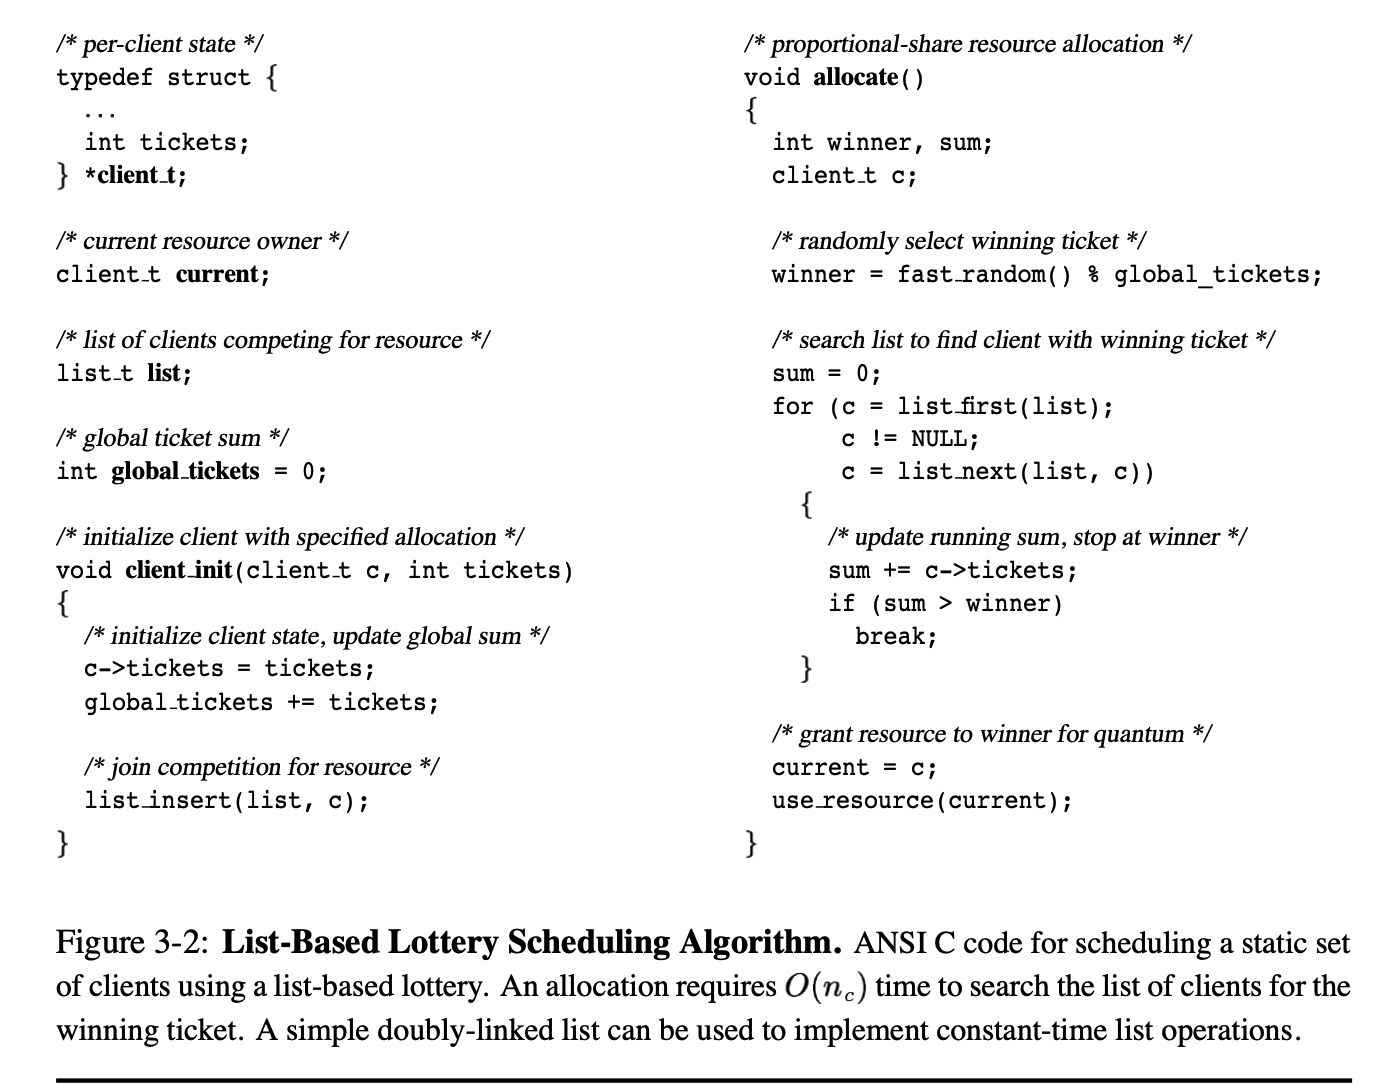 /* per-client state */
typedef struct {
...
int tickets;
} *client_t;
/* current resource owner */
client_t current;
/* list of clients competing for resource */
list_t list;
/* global ticket sum */
int global_tickets = 0;
/* initialize client with specified allocation */
void client_init(client_t c, int tickets)
{
/* initialize client state, update global sum */
c->tickets = tickets;
global_tickets += tickets;
/* join competition for resource */
list_insert(list, c);
}
/* proportional-share resource allocation */
void allocate()
{
int winner, sum;
client_t c;
/* randomly select winning ticket */
winner = fast_random() % global_tickets;
/* search list to find client with winning ticket */
sum = 0;
for (c = list_first(list);
c != NULL;
c = list_next(list, c))
{
/* update running sum, stop at winner */
sum += c->tickets;
if (sum > winner)
break;
}
/* grant resource to winner for quantum */
current = c;
use_resource(current);
}
Figure 3-2: List-Based Lottery Scheduling Algorithm. ANSI C code for scheduling a static set
of clients using a list-based lottery. An allocation requires O(n_c) time to search the list of clients for the
winning ticket. A simple doubly-linked list can be used to implement constant-time list operations.